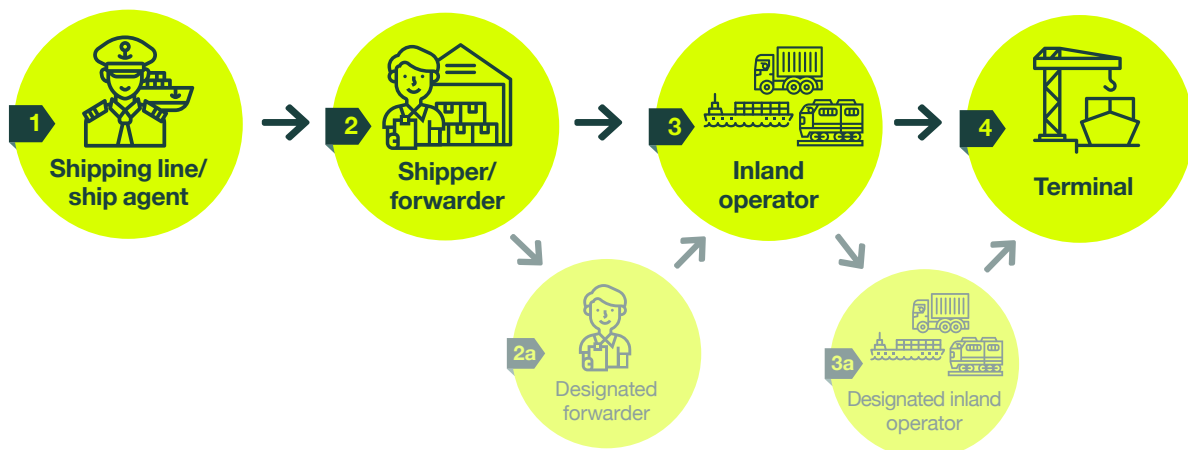 1
Shipping line/
ship agent
2
Shipper/
forwarder
3
Inland
operator
4
Terminal
2a
Designated
forwarder
3a
Designated inland
operator